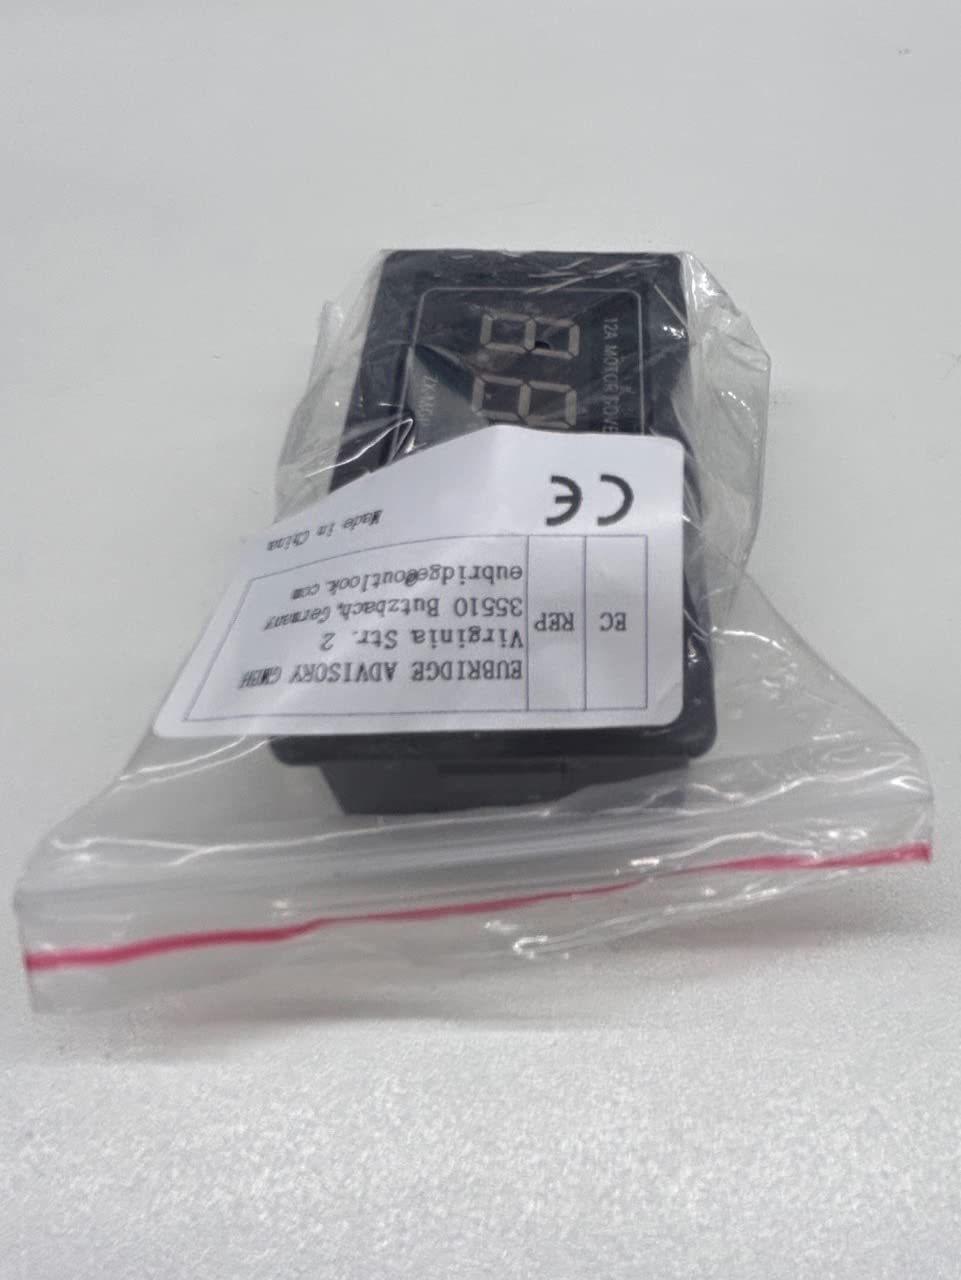 EC REP
EUBRIDGE ADVISORY GMBH
Virginia Str. 2
35510 Butzbach, Germany
eubridge@outlook.com
CE
Made in China
12A MOTOR